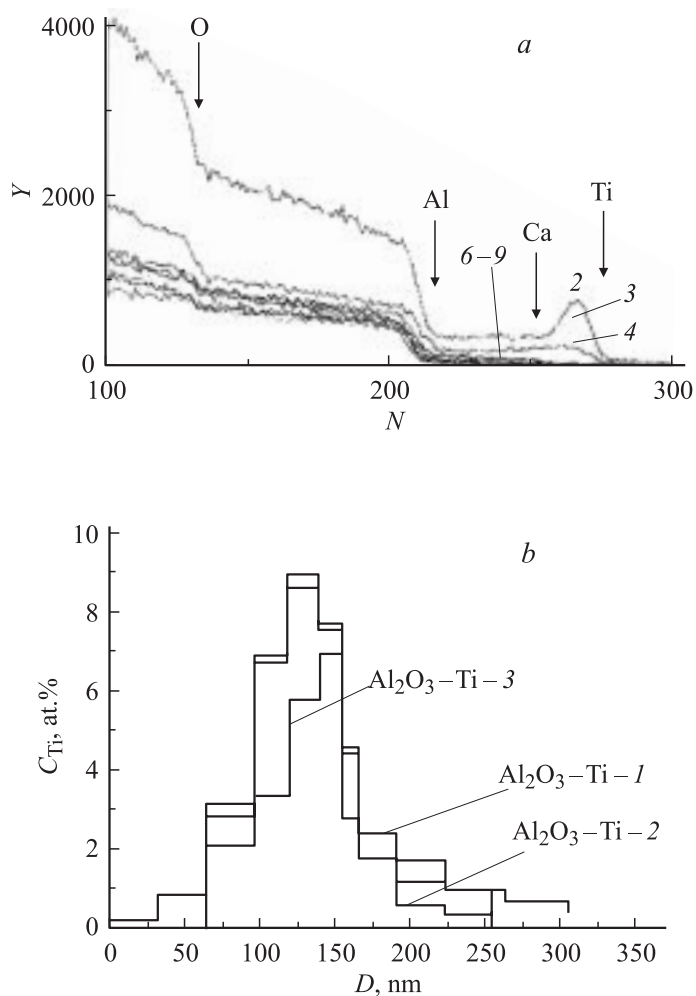 4000
O
a
Y
2000
Al
Ti
6–9
Ca
2
3
4
0
100
200
300
N
10
b
8
6
Al₂O₃–Ti–3
C_Ti, at.%
4
Al₂O₃–Ti–1
2
Al₂O₃–Ti–2
0
0
50
100
150
200
250
300
350
D, nm